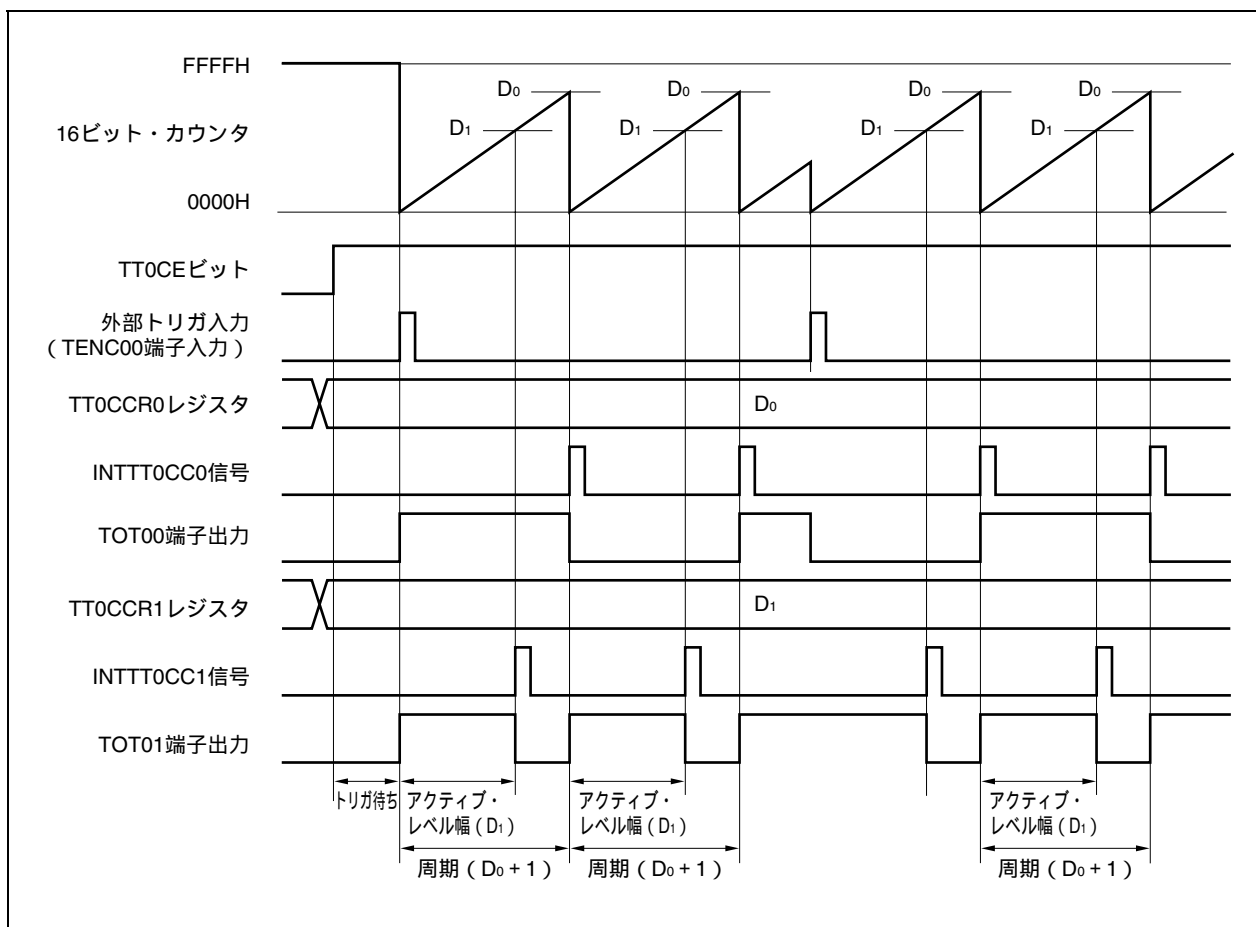 FFFFH
D0 D0 D0 D0
D1 D1 D1 D1
16ビット・カウンタ
0000H
TT0CEビット
外部トリガ入力
(TENC00端子入力)
TT0CCR0レジスタ
D0
INTTT0CC0信号
TOT00端子出力
TT0CCR1レジスタ
D1
INTTT0CC1信号
TOT01端子出力
トリガ待ち
アクティブ・
レベル幅(D1)
アクティブ・
レベル幅(D1)
アクティブ・
レベル幅(D1)
周期(D0+1)
周期(D0+1)
周期(D0+1)